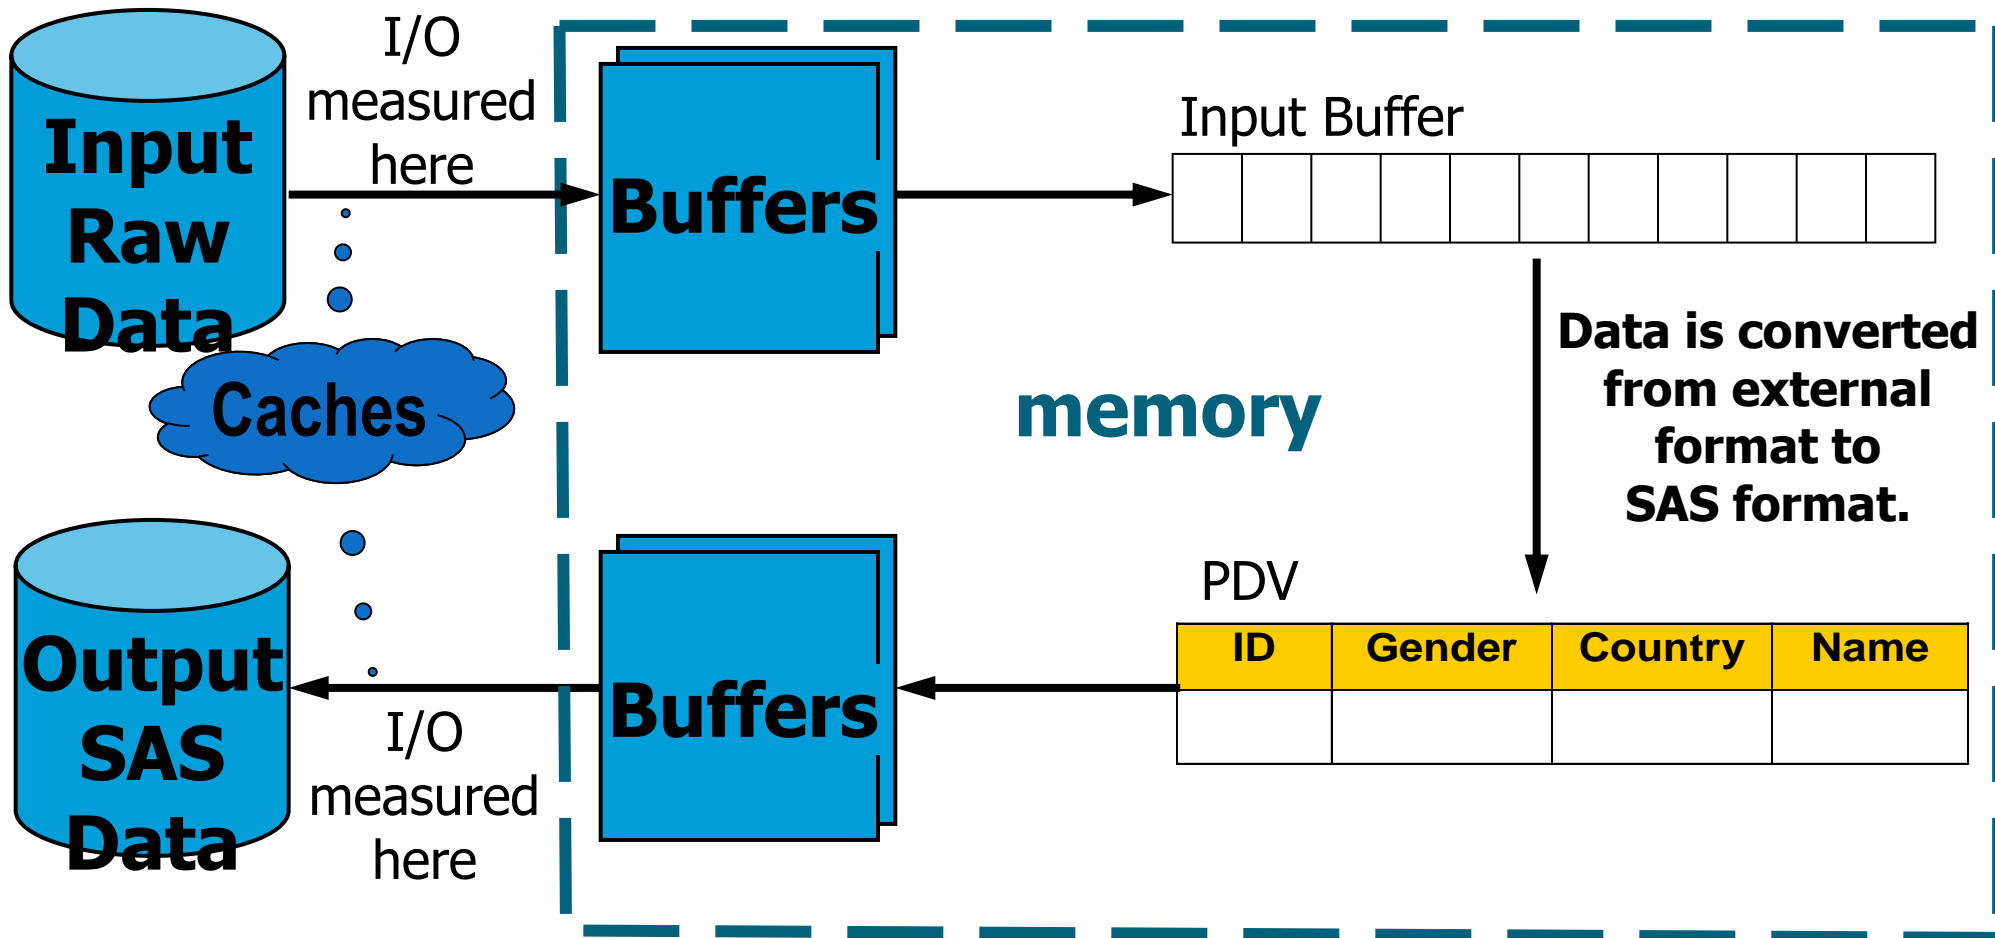 Input
Raw
Data
I/O
measured
here
Buffers
Input Buffer
Data is converted
from external
format to
SAS format.
Caches
memory
Output
SAS
Data
I/O
measured
here
Buffers
PDV
ID Gender Country Name